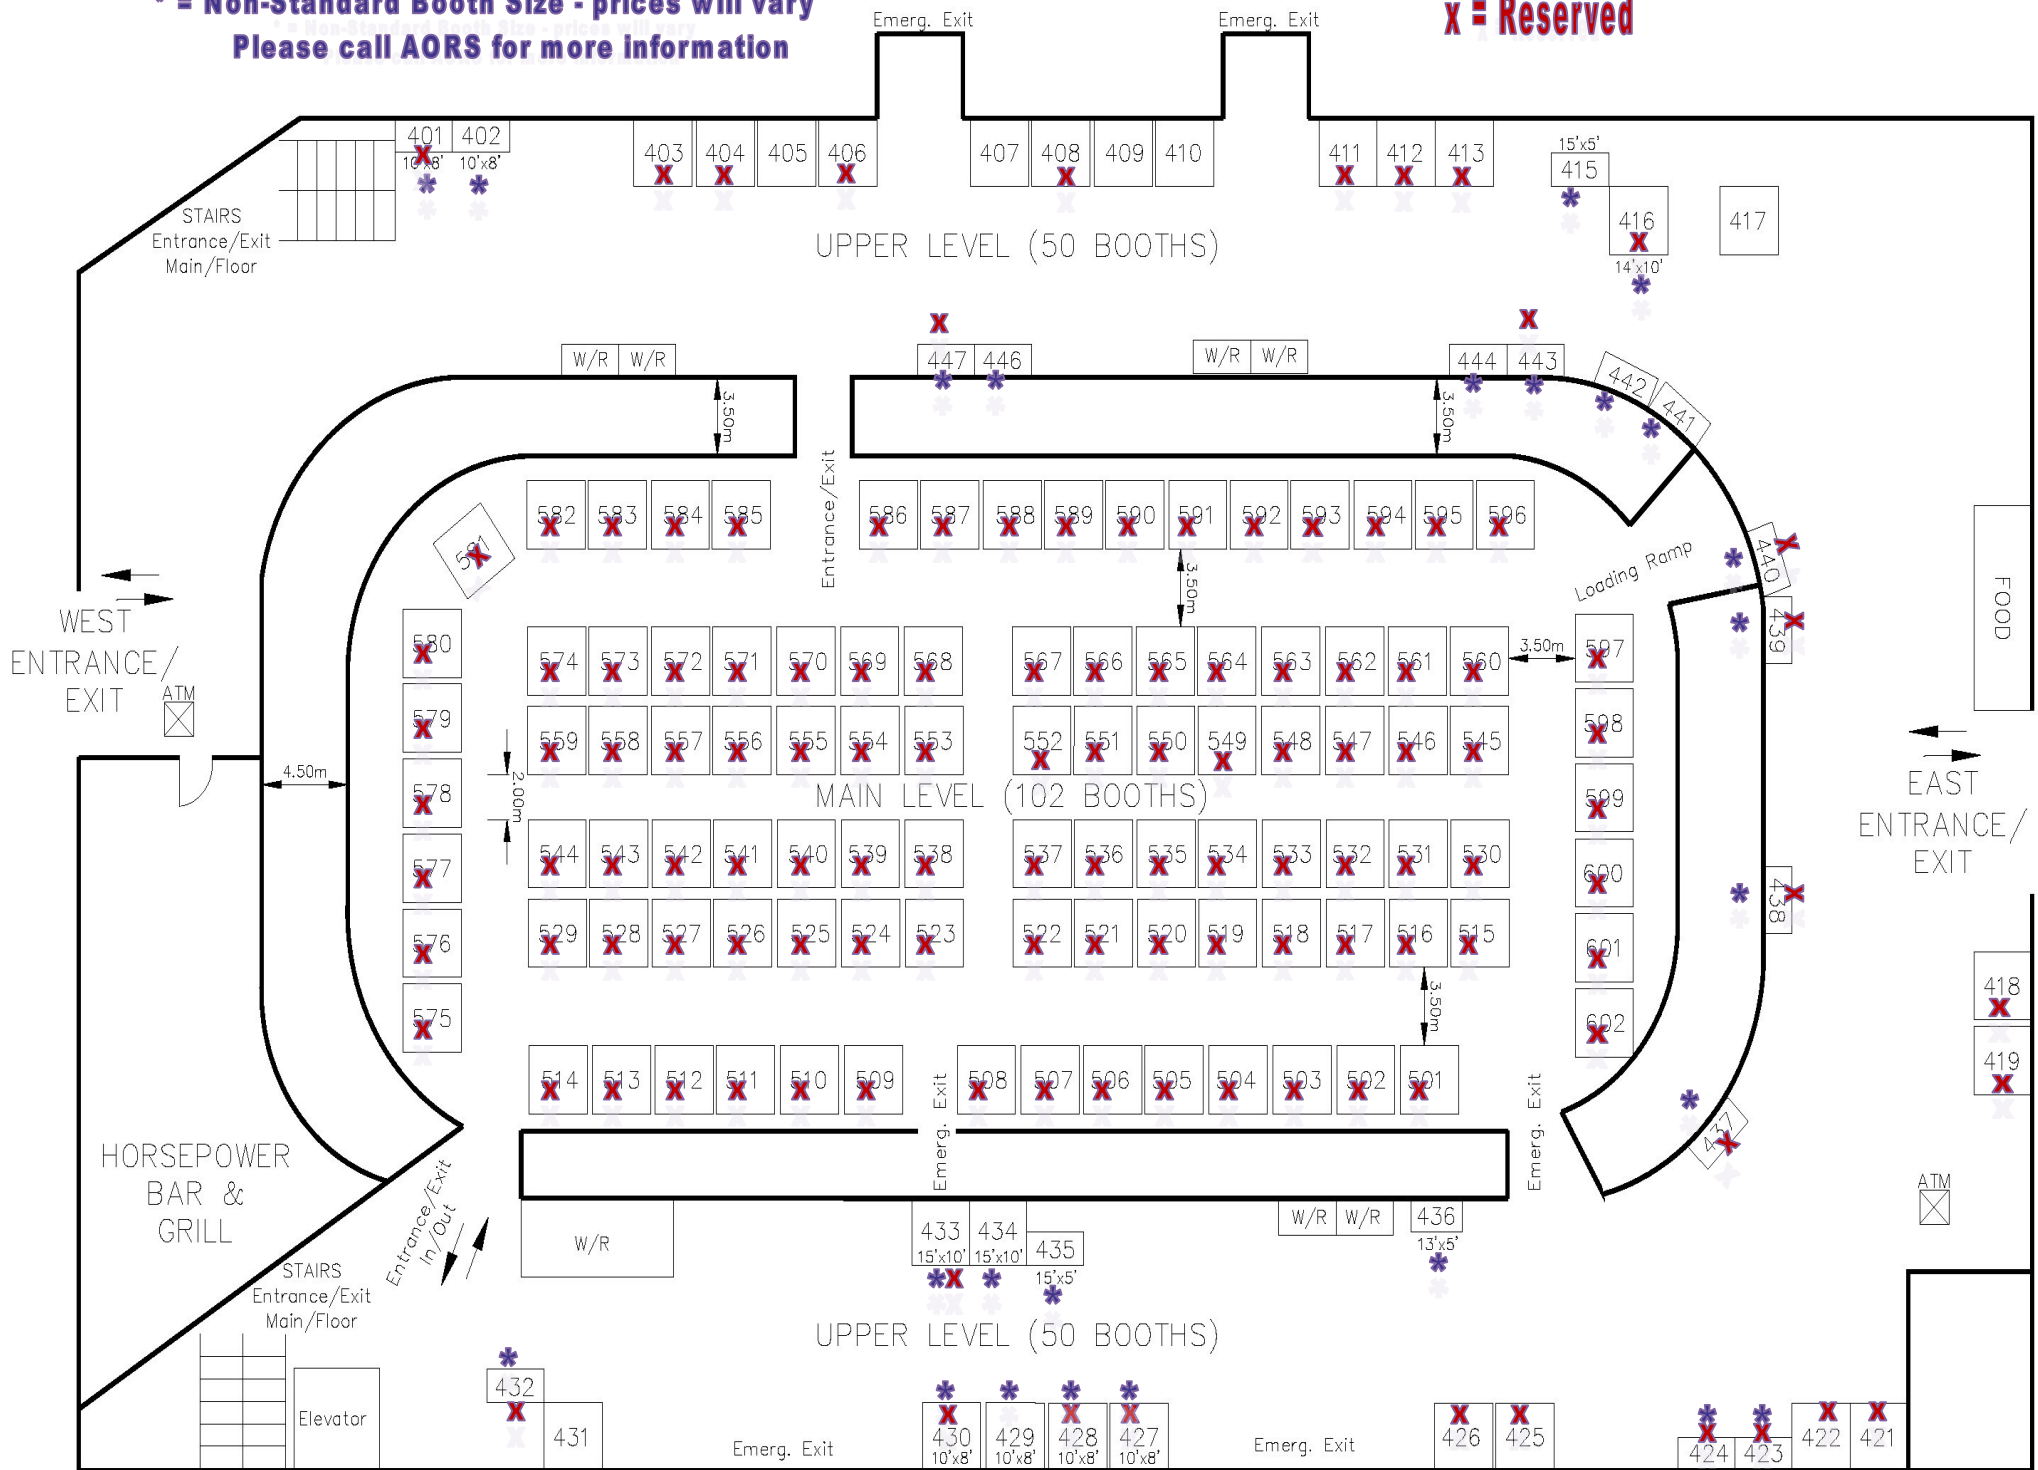 * = Non-Standard Booth Size - prices will vary
Please call AORS for more information
x = Reserved
Emerg. Exit
Emerg. Exit
401 402
10'x8' 10'x8'
403 404 405 406
407 408 409 410
411 412 413
15'x5'
415
416
14'x10'
417
STAIRS
Entrance/Exit
Main/Floor
UPPER LEVEL (50 BOOTHS)
W/R W/R
447 446
W/R W/R
444 443
442
441
3.50m
3.50m
Entrance/Exit
581
582 583 584 585
586 587 588 589 590 591 592 593 594 595 596
3.50m
Loading Ramp
440
439
FOOD
WEST
ENTRANCE/
EXIT
ATM
580
579
578
577
576
575
574 573 572 571 570 569 568
567 566 565 564 563 562 561 560
3.50m
559 558 557 556 555 554 553
552 551 550 549 548 547 546 545
4.50m
2.00m
MAIN LEVEL (102 BOOTHS)
544 543 542 541 540 539 538
537 536 535 534 533 532 531 530
529 528 527 526 525 524 523
522 521 520 519 518 517 516 515
3.50m
597
598
599
600
601
602
EAST
ENTRANCE/
EXIT
438
418
419
514 513 512 511 510 509
508 507 506 505 504 503 502 501
Emerg. Exit
Emerg. Exit
437
ATM
HORSEPOWER
BAR &
GRILL
Entrance/Exit
In/Out
W/R
433 434
15'x10' 15'x10'
435
15'x5'
W/R W/R
436
13'x5'
STAIRS
Entrance/Exit
Main/Floor
UPPER LEVEL (50 BOOTHS)
Elevator
432
431
Emerg. Exit
430 429 428 427
10'x8' 10'x8' 10'x8' 10'x8'
Emerg. Exit
426 425
424 423
422 421